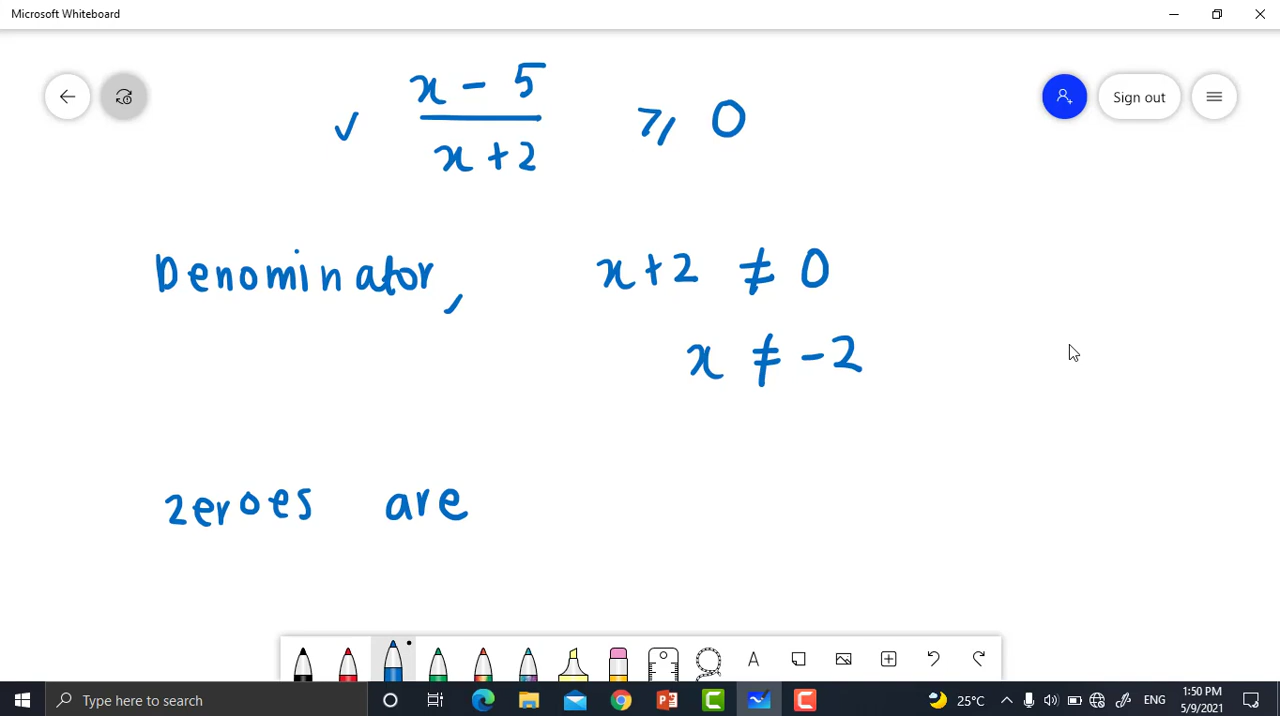 Microsoft Whiteboard
Sign out
✓ x - 5 / x + 2 ⩾ 0
Denominator, x + 2 ≠ 0
x ≠ -2
zeroes are
A
Type here to search
25°C
ENG
1:50 PM
5/9/2021